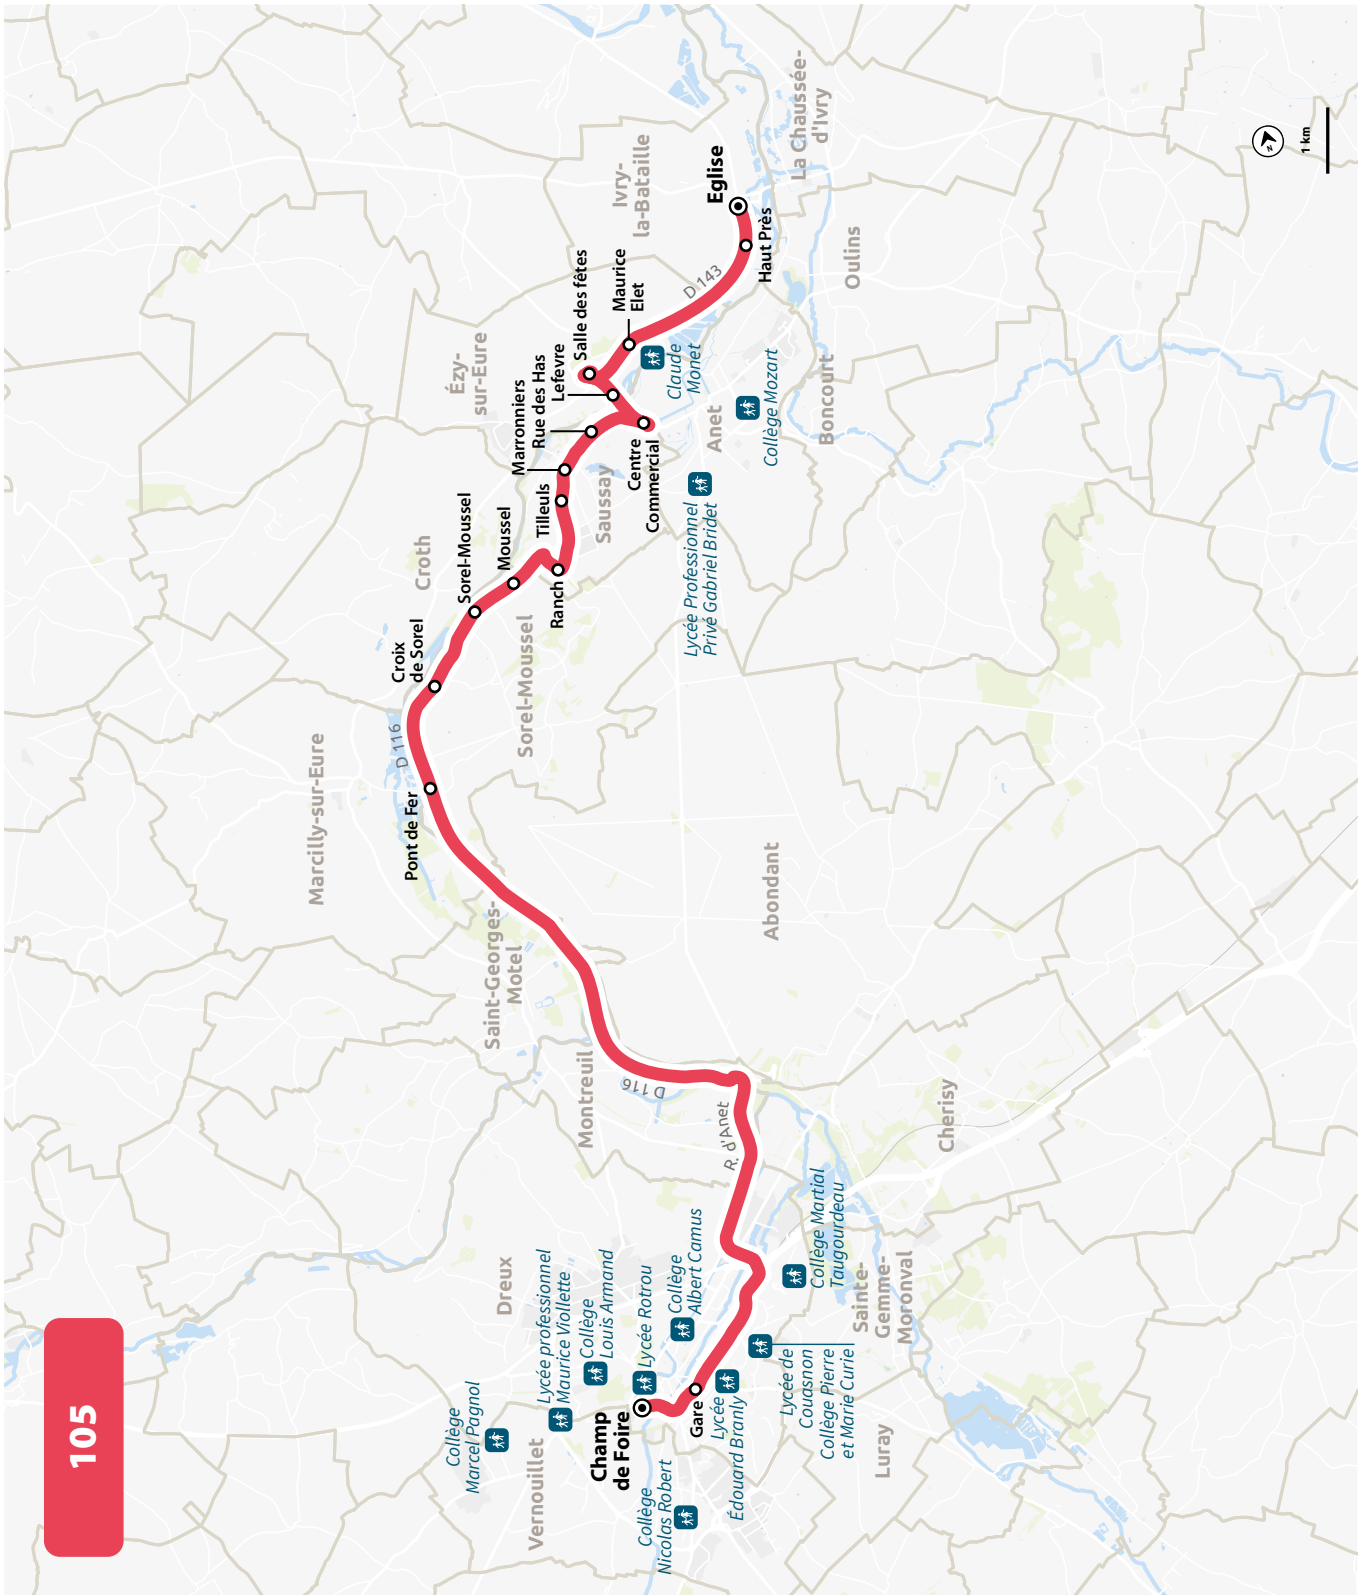 105
Collège
Marcel Pagnol
Vernouillet
Dreux
Lycée professionnel
Maurice Viollette
Collège
Louis Armand
Champ
de Foire
Lycée Rotrou
Collège
Nicolas Robert
Collège
Albert Camus
Gare
Lycée
Édouard Branly
Lycée de
Couasnon
Collège Pierre
et Marie Curie
Luray
Collège Martial
Taugourdeau
Sainte-
Gemme-
Moronval
Cherisy
R. d'Anet
D 116
Montreuil
Saint-Georges-
Motel
Abondant
Marcilly-sur-Eure
Pont de Fer
D 116
Croix
de Sorel
Sorel-Moussel
Croth
Sorel-Moussel
Moussel
Ranch
Tilleuls
Saussay
Marronniers
Rue des Has
Lefevre
Ézy-
sur-Eure
Centre
Commercial
Salle des fêtes
Maurice
Elet
Lycée Professionnel
Privé Gabriel Bridet
Anet
Claude
Monet
Collège Mozart
Boncourt
D 143
Haut Près
Eglise
Ivry-
la-Bataille
Oulins
La Chaussée-
d'Ivry
N
1 km